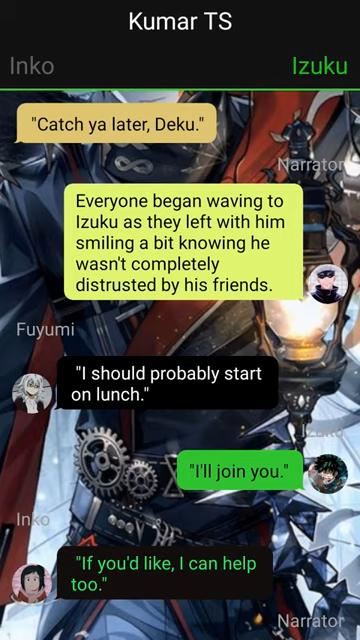 Kumar TS
Inko
Izuku
"Catch ya later, Deku."
Narrator
Everyone began waving to
Izuku as they left with him
smiling a bit knowing he
wasn't completely
distrusted by his friends.
Fuyumi
"I should probably start
on lunch."
Izuku
"I'll join you."
Inko
"If you'd like, I can help
too."
Narrator